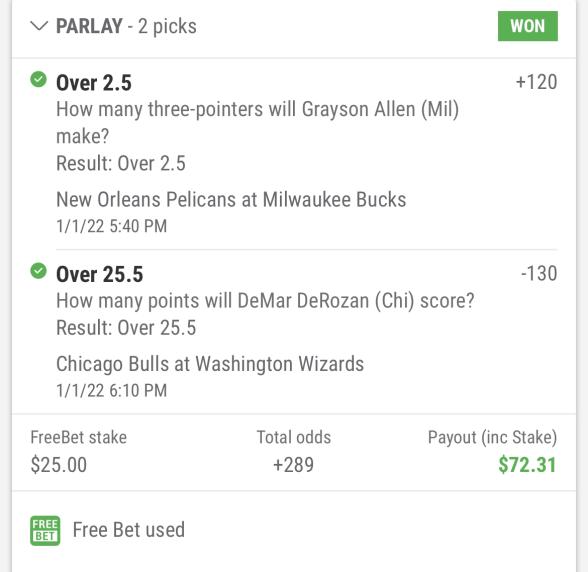 PARLAY - 2 picks WON
Over 2.5 +120
How many three-pointers will Grayson Allen (Mil)
make?
Result: Over 2.5
New Orleans Pelicans at Milwaukee Bucks
1/1/22 5:40 PM
Over 25.5 -130
How many points will DeMar DeRozan (Chi) score?
Result: Over 25.5
Chicago Bulls at Washington Wizards
1/1/22 6:10 PM
FreeBet stake Total odds Payout (inc Stake)
$25.00 +289 $72.31
FREE
BET
Free Bet used